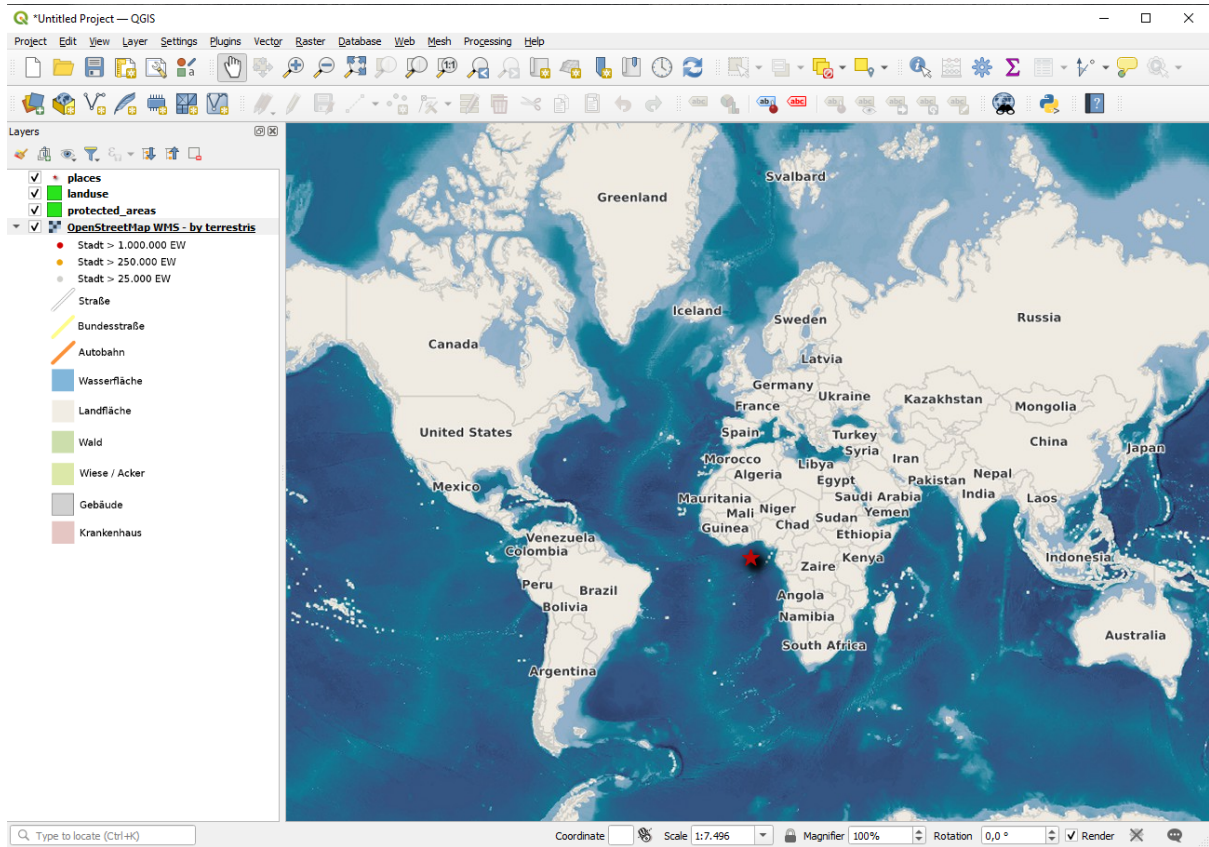 *Untitled Project — QGIS
Project Edit View Layer Settings Plugins Vector Raster Database Web Mesh Processing Help
1:1
abc abc
Layers
places
landuse
protected_areas
OpenStreetMap WMS - by terrestris
Stadt > 1.000.000 EW
Stadt > 250.000 EW
Stadt > 25.000 EW
Straße
Bundesstraße
Autobahn
Wasserfläche
Landfläche
Wald
Wiese / Acker
Gebäude
Krankenhaus
Svalbard
Greenland
Iceland
Sweden
Russia
Canada
Latvia
Germany
Ukraine
Kazakhstan
France
Mongolia
United States
Spain
Turkey
China
Japan
Syria
Iran
Morocco
Libya
Algeria
Egypt
Pakistan
Nepal
Mexico
Mauritania
Saudi Arabia
India
Laos
Mali
Niger
Yemen
Guinea
Chad
Sudan
Ethiopia
Venezuela
Colombia
Zaire
Kenya
Indonesia
Peru
Brazil
Angola
Bolivia
Namibia
Australia
South Africa
Argentina
Type to locate (Ctrl+K)
Coordinate Scale 1:7.496 Magnifier 100% Rotation 0,0 ° Render